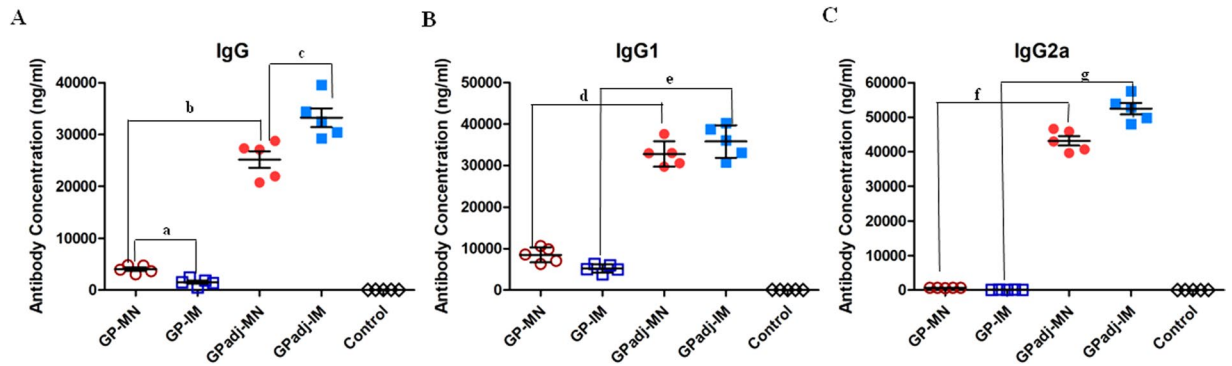 A
IgG
Antibody Concentration (ng/ml)
40000
30000
20000
10000
0
a
b
c
GP-MN
GP-IM
GPadj-MN
GPadj-IM
Control
B
IgG1
Antibody Concentration (ng/ml)
50000
40000
30000
20000
10000
0
d
e
GP-MN
GP-IM
GPadj-MN
GPadj-IM
Control
C
IgG2a
Antibody Concentration (ng/ml)
60000
50000
40000
30000
20000
10000
0
f
g
GP-MN
GP-IM
GPadj-MN
GPadj-IM
Control